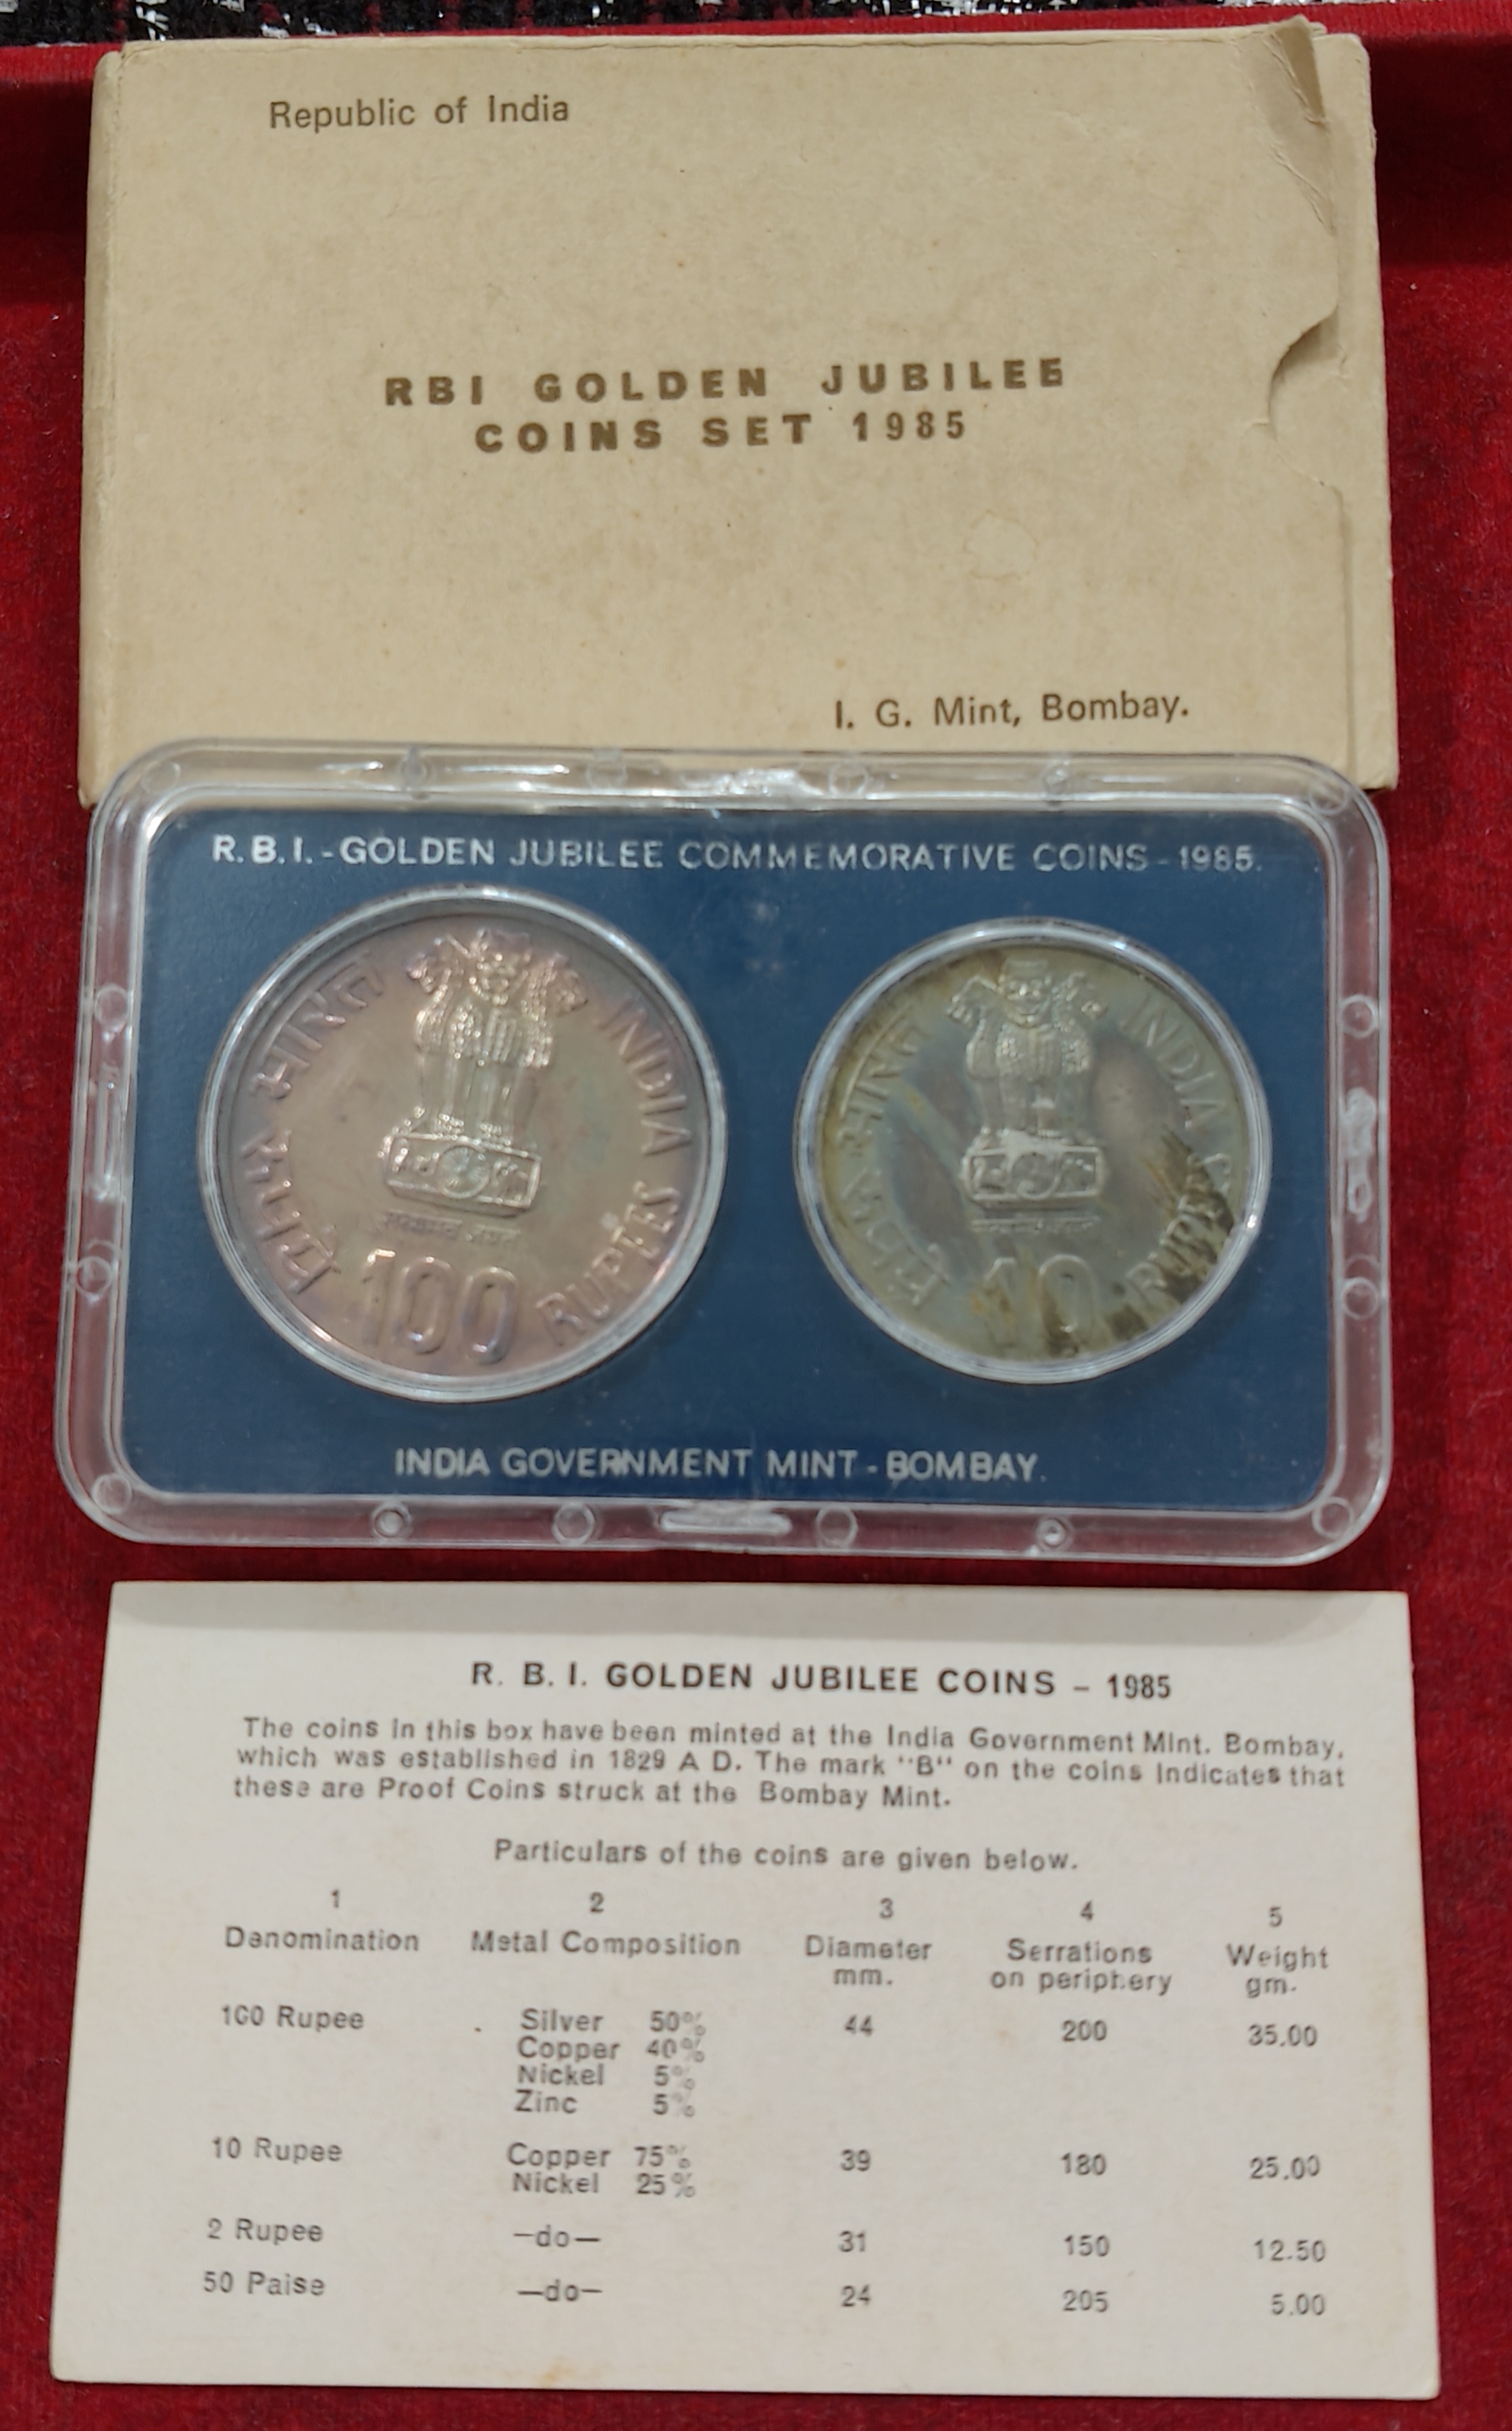 Republic of India
RBI GOLDEN JUBILEE
COINS SET 1985
I. G. Mint, Bombay.
R.B.I.-GOLDEN JUBILEE COMMEMORATIVE COINS-1985.
भारत INDIA
रुपये 100 RUPEES
भारत INDIA
रुपये 10 RUPEES
INDIA GOVERNMENT MINT-BOMBAY.
R. B. I. GOLDEN JUBILEE COINS – 1985
The coins in this box have been minted at the India Government Mint. Bombay,
which was established in 1829 A D. The mark "B" on the coins Indicates that
these are Proof Coins struck at the Bombay Mint.
Particulars of the coins are given below.
1 2 3 4 5
Denomination Metal Composition Diameter Serrations Weight
mm. on periphery gm.
100 Rupee Silver 50% 44 200 35.00
Copper 40%
Nickel 5%
Zinc 5%
10 Rupee Copper 75% 39 180 25.00
Nickel 25%
2 Rupee —do— 31 150 12.50
50 Paise —do— 24 205 5.00